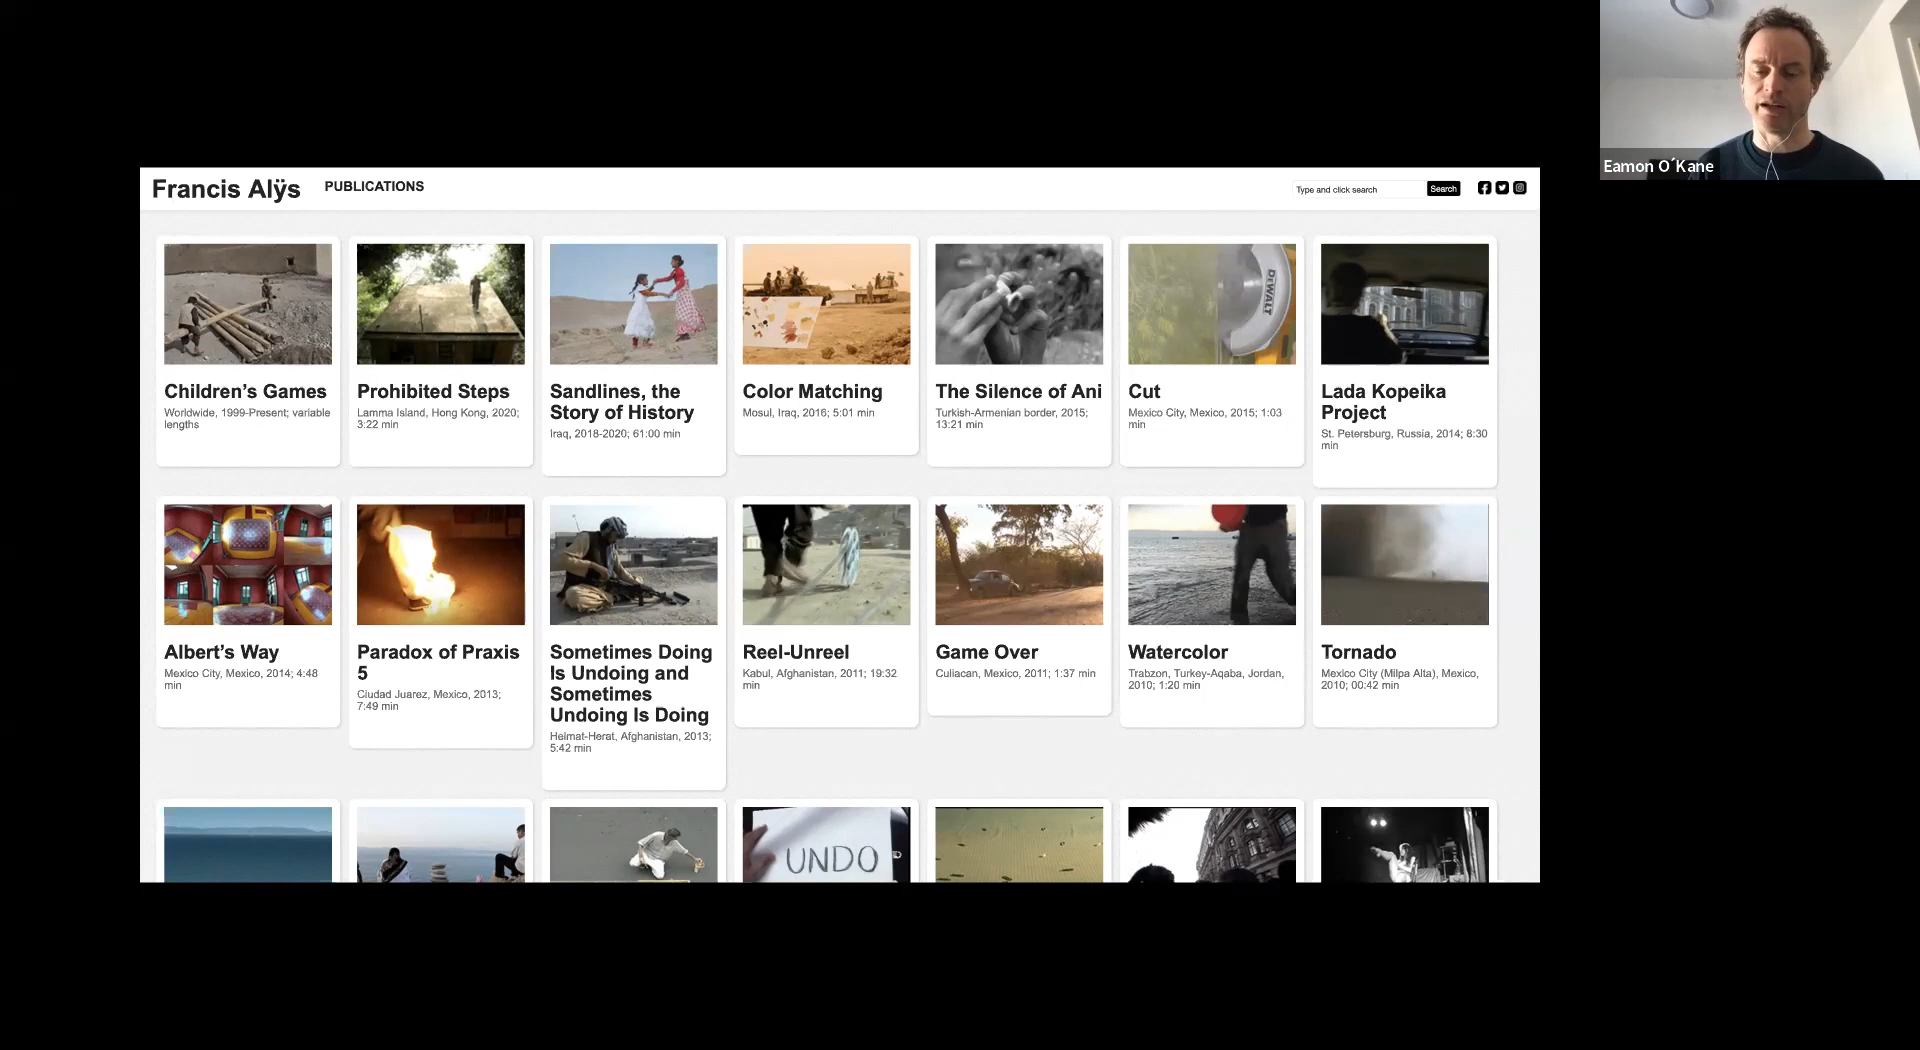 Eamon O´Kane
Francis Alÿs
PUBLICATIONS
Type and click search
Search
DEWALT
Children’s Games
Worldwide, 1999-Present; variable
lengths
Prohibited Steps
Lamma Island, Hong Kong, 2020;
3:22 min
Sandlines, the
Story of History
Iraq, 2018-2020; 61:00 min
Color Matching
Mosul, Iraq, 2016; 5:01 min
The Silence of Ani
Turkish-Armenian border, 2015;
13:21 min
Cut
Mexico City, Mexico, 2015; 1:03
min
Lada Kopeika
Project
St. Petersburg, Russia, 2014; 8:30
min
Albert’s Way
Mexico City, Mexico, 2014; 4:48
min
Paradox of Praxis
5
Ciudad Juarez, Mexico, 2013;
7:49 min
Sometimes Doing
Is Undoing and
Sometimes
Undoing Is Doing
Helmat-Herat, Afghanistan, 2013;
5:42 min
Reel-Unreel
Kabul, Afghanistan, 2011; 19:32
min
Game Over
Culiacan, Mexico, 2011; 1:37 min
Watercolor
Trabzon, Turkey-Aqaba, Jordan,
2010; 1:20 min
Tornado
Mexico City (Milpa Alta), Mexico,
2010; 00:42 min
UNDO